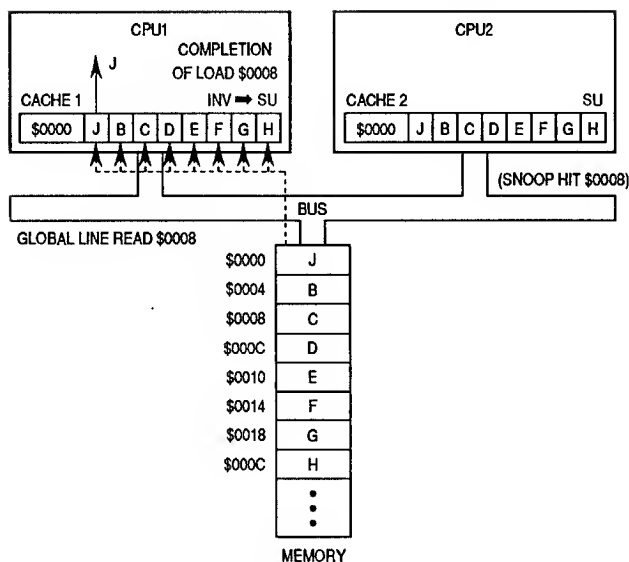 CPU1
COMPLETION
OF LOAD $0008
J
CACHE 1
INV ➡ SU
$0000 J B C D E F G H
CPU2
CACHE 2
SU
$0000 J B C D E F G H
(SNOOP HIT $0008)
BUS
GLOBAL LINE READ $0008
$0000 J
$0004 B
$0008 C
$000C D
$0010 E
$0014 F
$0018 G
$000C H
MEMORY